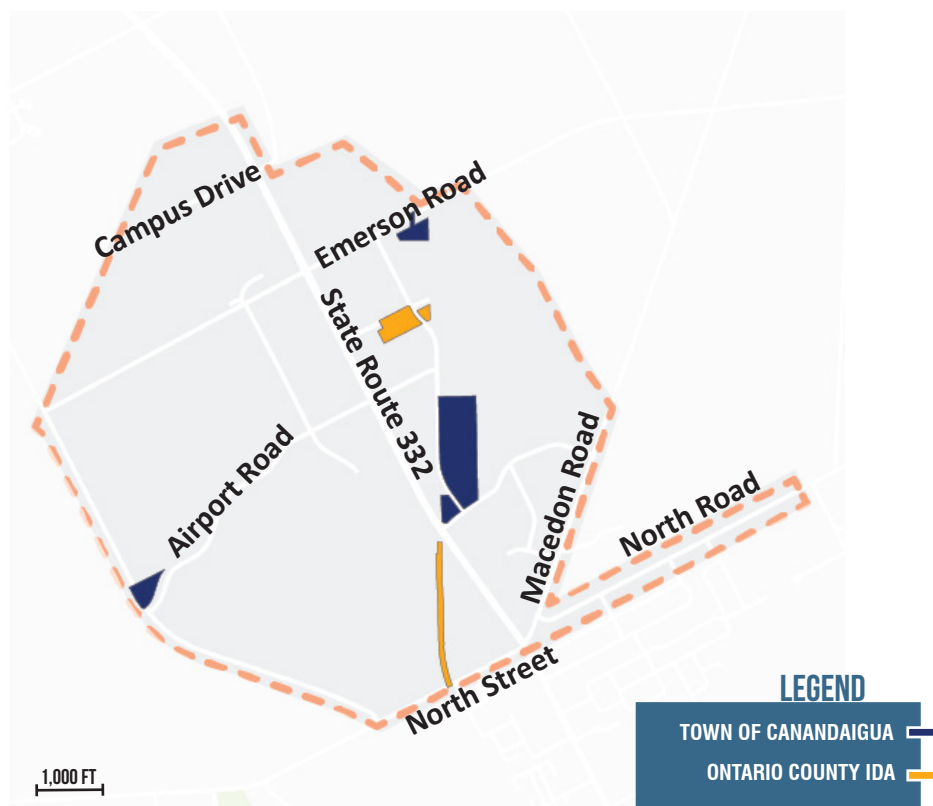 Campus Drive
Emerson Road
State Route 332
Airport Road
Macedon Road
North Road
North Street
LEGEND
TOWN OF CANANDAIGUA
ONTARIO COUNTY IDA
1,000 FT